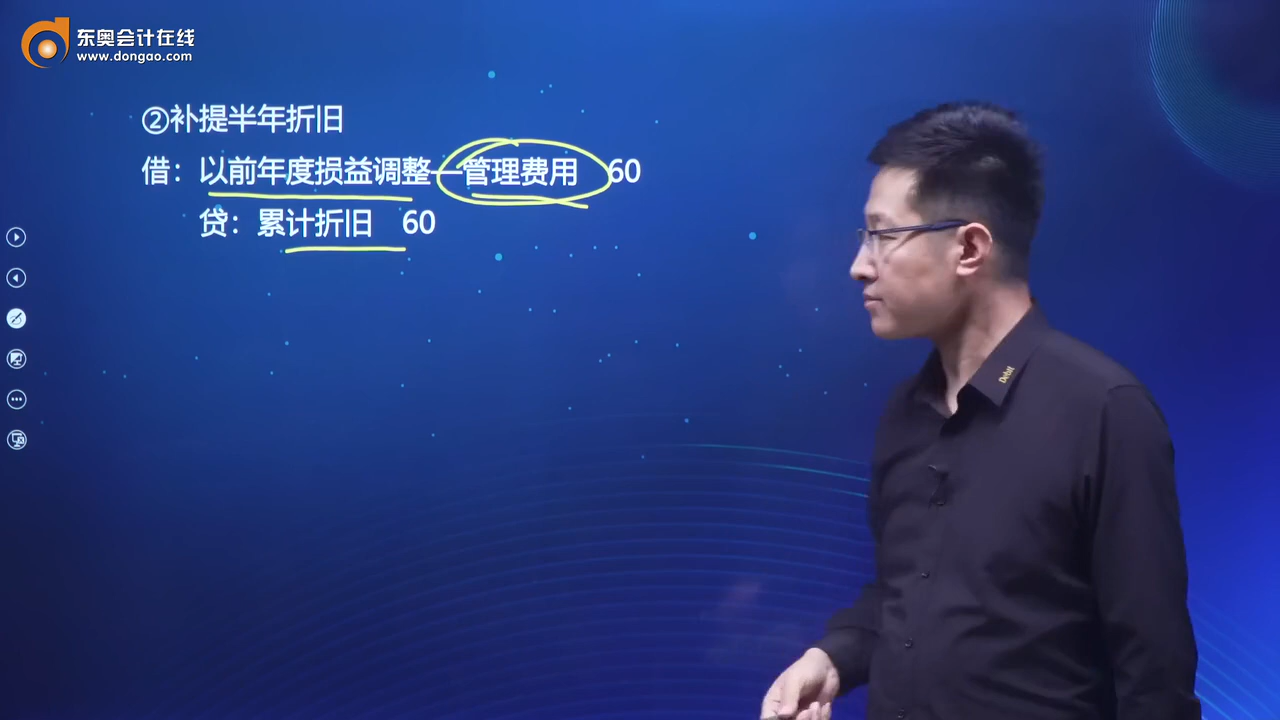 东奥会计在线
www.dongao.com
②补提半年折旧
借：以前年度损益调整—管理费用 60
贷：累计折旧 60
Debit